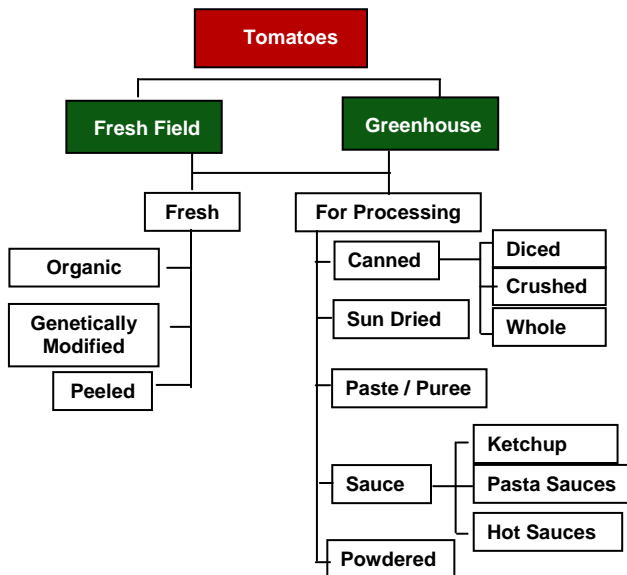 Tomatoes
Fresh Field
Greenhouse
Fresh
For Processing
Organic
Genetically
Modified
Peeled
Canned
Diced
Crushed
Whole
Sun Dried
Paste / Puree
Sauce
Ketchup
Pasta Sauces
Hot Sauces
Powdered